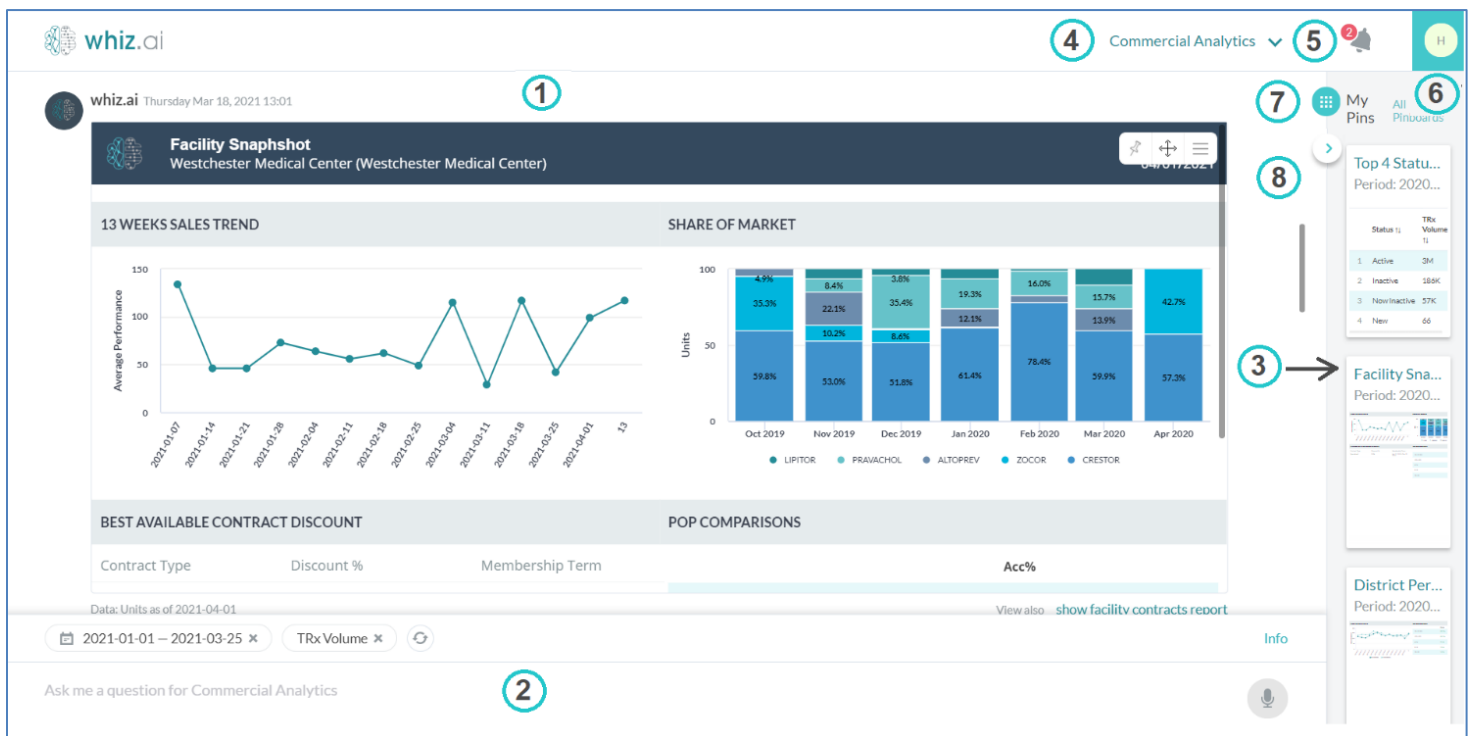 whiz.ai
4
Commercial Analytics
5
2
H
whiz.ai Thursday Mar 18, 2021 13:01
1
7
My Pins
All Pinboards
6
Facility Snaphshot
Westchester Medical Center (Westchester Medical Center)
04/01/2021
8
13 WEEKS SALES TREND
150
100
50
0
Average Performance
2021-01-07
2021-01-14
2021-01-21
2021-01-28
2021-02-04
2021-02-11
2021-02-18
2021-02-25
2021-03-04
2021-03-11
2021-03-18
2021-03-25
2021-04-01
13
SHARE OF MARKET
100
50
0
Units
4.9%
35.3%
59.8%
8.4%
22.1%
10.2%
53.0%
3.8%
35.4%
8.6%
51.8%
19.3%
12.1%
61.4%
16.0%
78.4%
15.7%
13.9%
59.9%
42.7%
57.3%
Oct 2019 Nov 2019 Dec 2019 Jan 2020 Feb 2020 Mar 2020 Apr 2020
LIPITOR PRAVACHOL ALTOPREV ZOCOR CRESTOR
BEST AVAILABLE CONTRACT DISCOUNT
Contract Type Discount % Membership Term
POP COMPARISONS
Acc%
Data: Units as of 2021-04-01
View also show facility contracts report
2021-01-01 — 2021-03-25 ×
TRx Volume ×
Info
Ask me a question for Commercial Analytics
2
Top 4 Statu...
Period: 2020...
Status ↑↓ TRx Volume ↑↓
1 Active 3M
2 Inactive 186K
3 Now Inactive 57K
4 New 66
3
Facility Sna...
Period: 2020...
District Per...
Period: 2020...